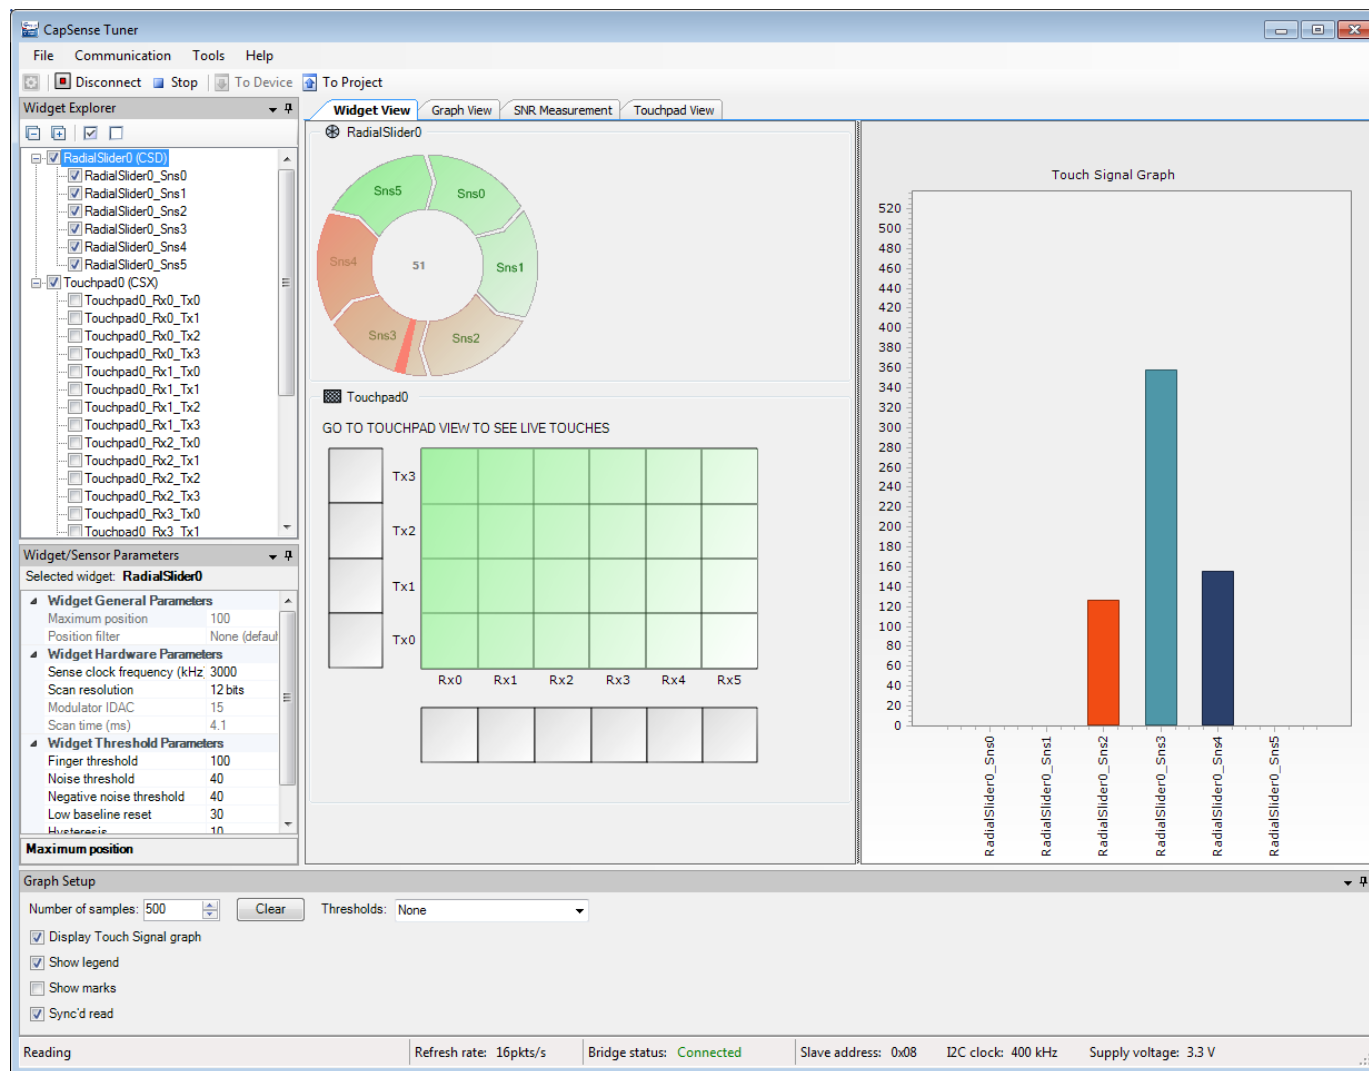 CapSense Tuner
File Communication Tools Help
Disconnect Stop To Device To Project
Widget Explorer
RadialSlider0 (CSD)
RadialSlider0_Sns0
RadialSlider0_Sns1
RadialSlider0_Sns2
RadialSlider0_Sns3
RadialSlider0_Sns4
RadialSlider0_Sns5
Touchpad0 (CSX)
Touchpad0_Rx0_Tx0
Touchpad0_Rx0_Tx1
Touchpad0_Rx0_Tx2
Touchpad0_Rx0_Tx3
Touchpad0_Rx1_Tx0
Touchpad0_Rx1_Tx1
Touchpad0_Rx1_Tx2
Touchpad0_Rx1_Tx3
Touchpad0_Rx2_Tx0
Touchpad0_Rx2_Tx1
Touchpad0_Rx2_Tx2
Touchpad0_Rx2_Tx3
Touchpad0_Rx3_Tx0
Touchpad0_Rx3_Tx1
Widget/Sensor Parameters
Selected widget: RadialSlider0
Widget General Parameters
Maximum position 100
Position filter None (defaul
Widget Hardware Parameters
Sense clock frequency (kHz 3000
Scan resolution 12 bits
Modulator IDAC 15
Scan time (ms) 4.1
Widget Threshold Parameters
Finger threshold 100
Noise threshold 40
Negative noise threshold 40
Low baseline reset 30
Hysteresis 10
Maximum position
Widget View Graph View SNR Measurement Touchpad View
RadialSlider0
Sns5 Sns0
Sns4 51 Sns1
Sns3 Sns2
Touchpad0
GO TO TOUCHPAD VIEW TO SEE LIVE TOUCHES
Tx3
Tx2
Tx1
Tx0
Rx0 Rx1 Rx2 Rx3 Rx4 Rx5
Touch Signal Graph
520
500
480
460
440
420
400
380
360
340
320
300
280
260
240
220
200
180
160
140
120
100
80
60
40
20
0
RadialSlider0_Sns0
RadialSlider0_Sns1
RadialSlider0_Sns2
RadialSlider0_Sns3
RadialSlider0_Sns4
RadialSlider0_Sns5
Graph Setup
Number of samples: 500 Clear Thresholds: None
Display Touch Signal graph
Show legend
Show marks
Sync'd read
Reading Refresh rate: 16pkts/s Bridge status: Connected Slave address: 0x08 I2C clock: 400 kHz Supply voltage: 3.3 V